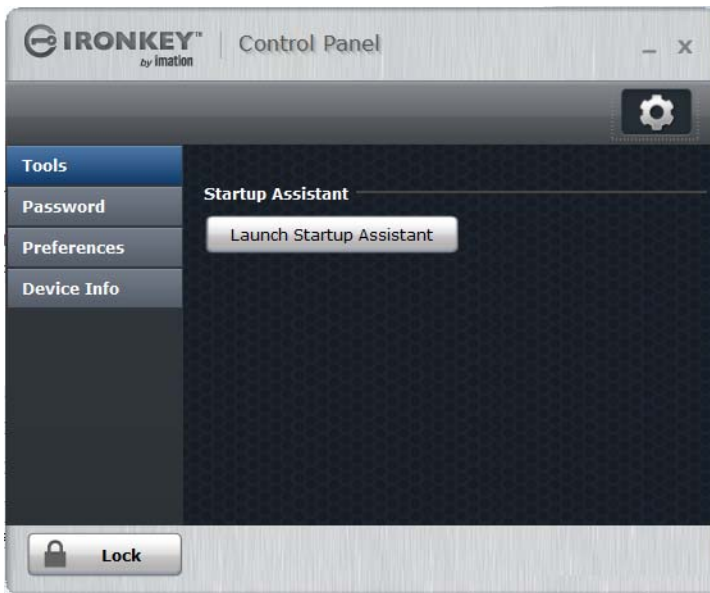 IRONKEY™ Control Panel
by imation
Tools
Password
Preferences
Device Info
Startup Assistant
Launch Startup Assistant
Lock